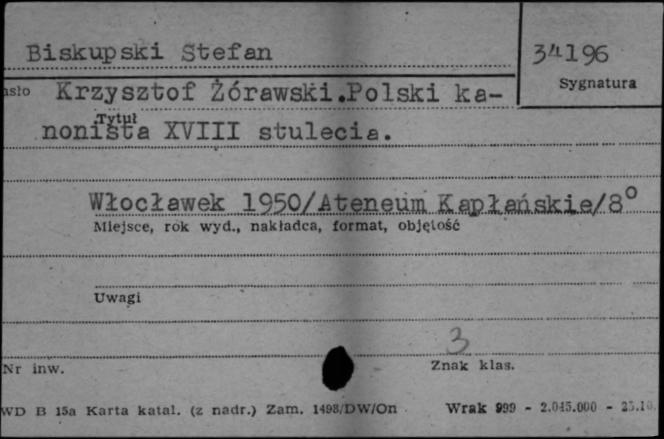 Biskupski Stefan
34196
Sygnatura
Krzysztof Żórawski.Polski ka-
Tytuł
nonista XVIII stulecia.
Włocławek 1950/Ateneum Kapłańskie/8°
Miejsce, rok wyd., nakładca, format, objętość
Uwagi
3
Nr inw.
Znak klas.
WD B 15a Karta katal. (z nadr.) Zam. 1498/DW/On
Wrak 999 - 2.045.000 -